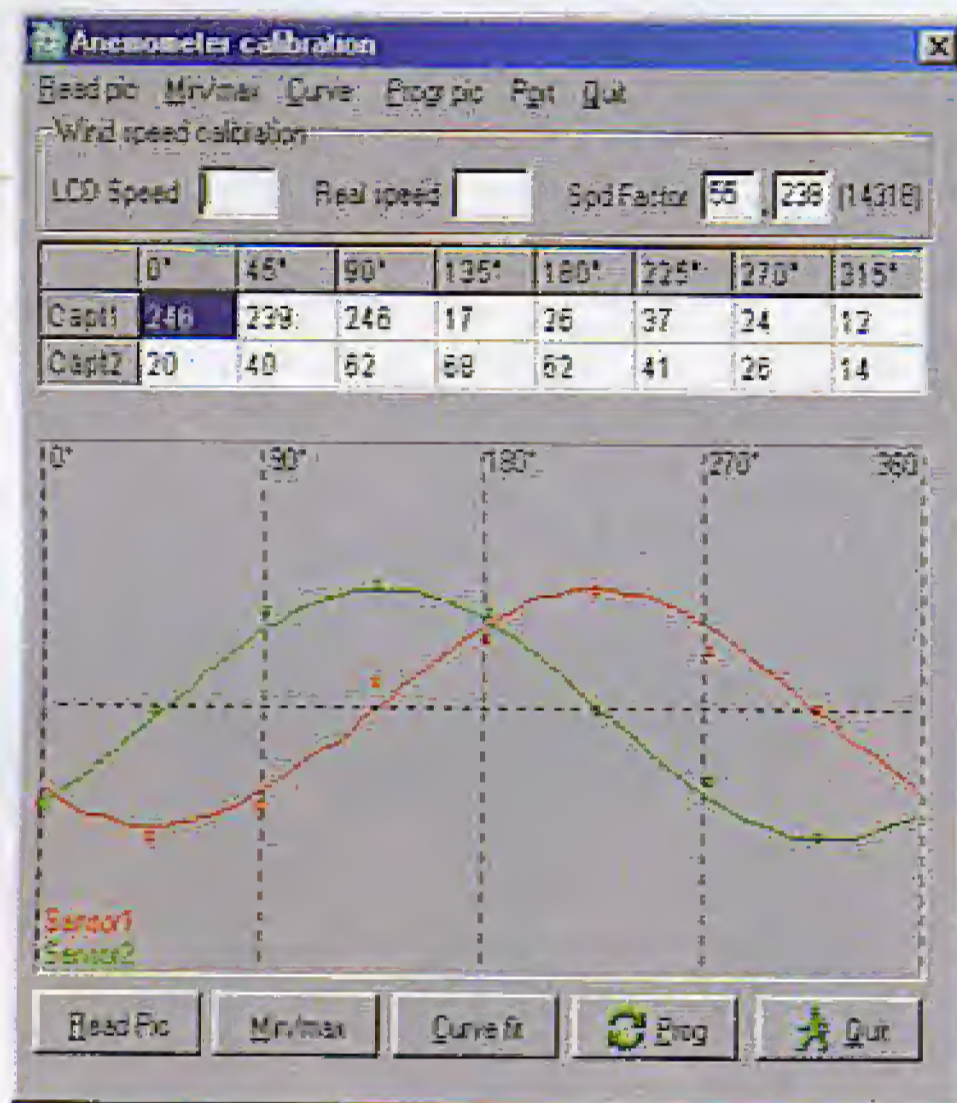 Anemometer calibration
Read pic Min/max Curve Progr pic Port Quit
Wind speed calibration
LCD Speed Real speed Spd Factor 55 . 238 (14318)
0° 45° 90° 135° 180° 225° 270° 315°
Capt1 239 246 17 26 37 24 12
Capt2 20 40 62 68 62 41 26 14
0° 90° 180° 270° 360
Sensor1
Sensor2
Read Pic Min/max Curve fit Prog Quit